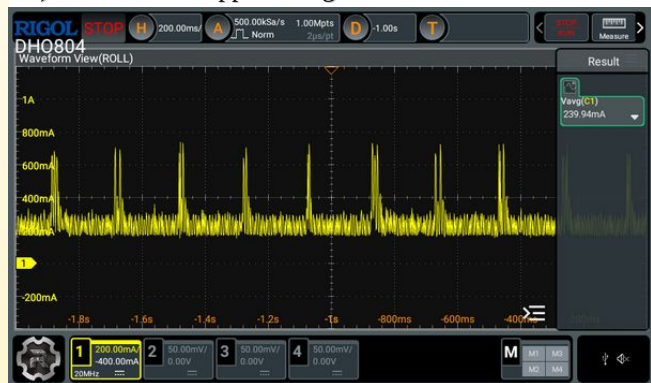 RIGOL STOP H 200.00ms/ A 500.00kSa/s 1.00Mpts D -1.00s T Measure
Norm 2μs/pt
DHO804
Waveform View(ROLL) Result
1A
Vavg(C1)
239.94mA
800mA
600mA
400mA
1
-200mA
-1.8s -1.6s -1.4s -1.2s -1s -800ms -600ms -400ms
1 200.00mA/ 2 50.00mV/ 3 50.00mV/ 4 50.00mV/ M M1 M3
-400.00mA 0.00V 0.00V 0.00V M2 M4
20MHz